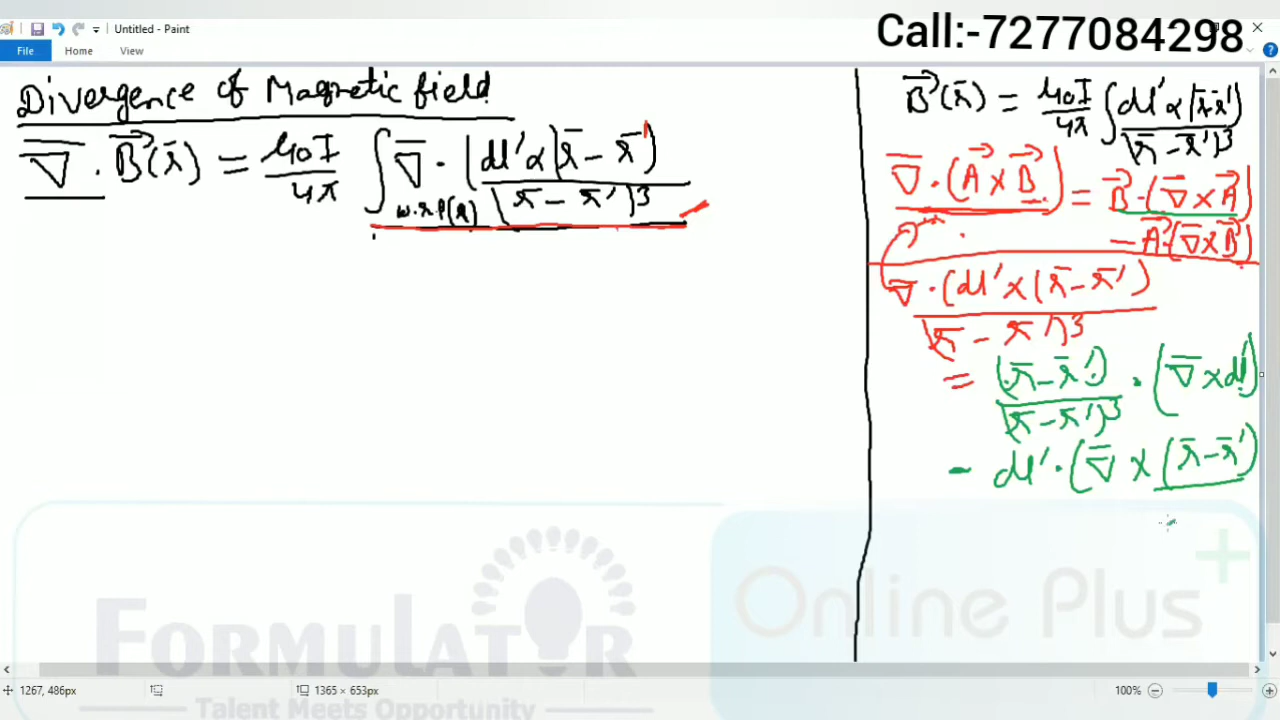 Untitled - Paint
Call:-7277084298
File Home View
Divergence of Magnetic field
∇̄ · B⃗(r̄) = μ0I/4π ∫ ∇̄ · (dl' × (r̄ - r̄')/|r̄ - r̄'|³)
w.r.t(r)
B⃗(r̄) = μ0I/4π ∫ dl' × (r̄ - r̄')/|r̄ - r̄'|³
∇̄ · (A⃗ × B⃗) = B⃗ · (∇̄ × A⃗)
- A⃗ · (∇̄ × B⃗)
∇̄ · (dl' × (r̄ - r̄')
|r̄ - r̄'|³
= (r̄ - r̄')/|r̄ - r̄'|³ · (∇̄ × dl')
- dl' · (∇̄ × (r̄ - r̄')
Online Plus+
FORMULATOR
Talent Meets Opportunity
1267, 486px 1365 × 653px 100%